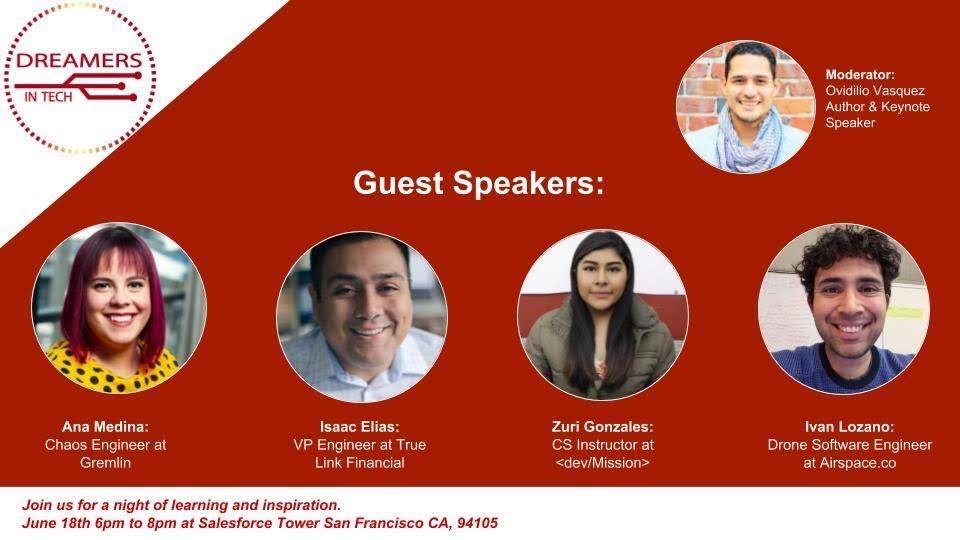 DREAMERS
IN TECH
Moderator:
Ovidilio Vasquez
Author & Keynote
Speaker
Guest Speakers:
Ana Medina:
Chaos Engineer at
Gremlin
Isaac Elias:
VP Engineer at True
Link Financial
Zuri Gonzales:
CS Instructor at
<dev/Mission>
Ivan Lozano:
Drone Software Engineer
at Airspace.co
Join us for a night of learning and inspiration.
June 18th 6pm to 8pm at Salesforce Tower San Francisco CA, 94105